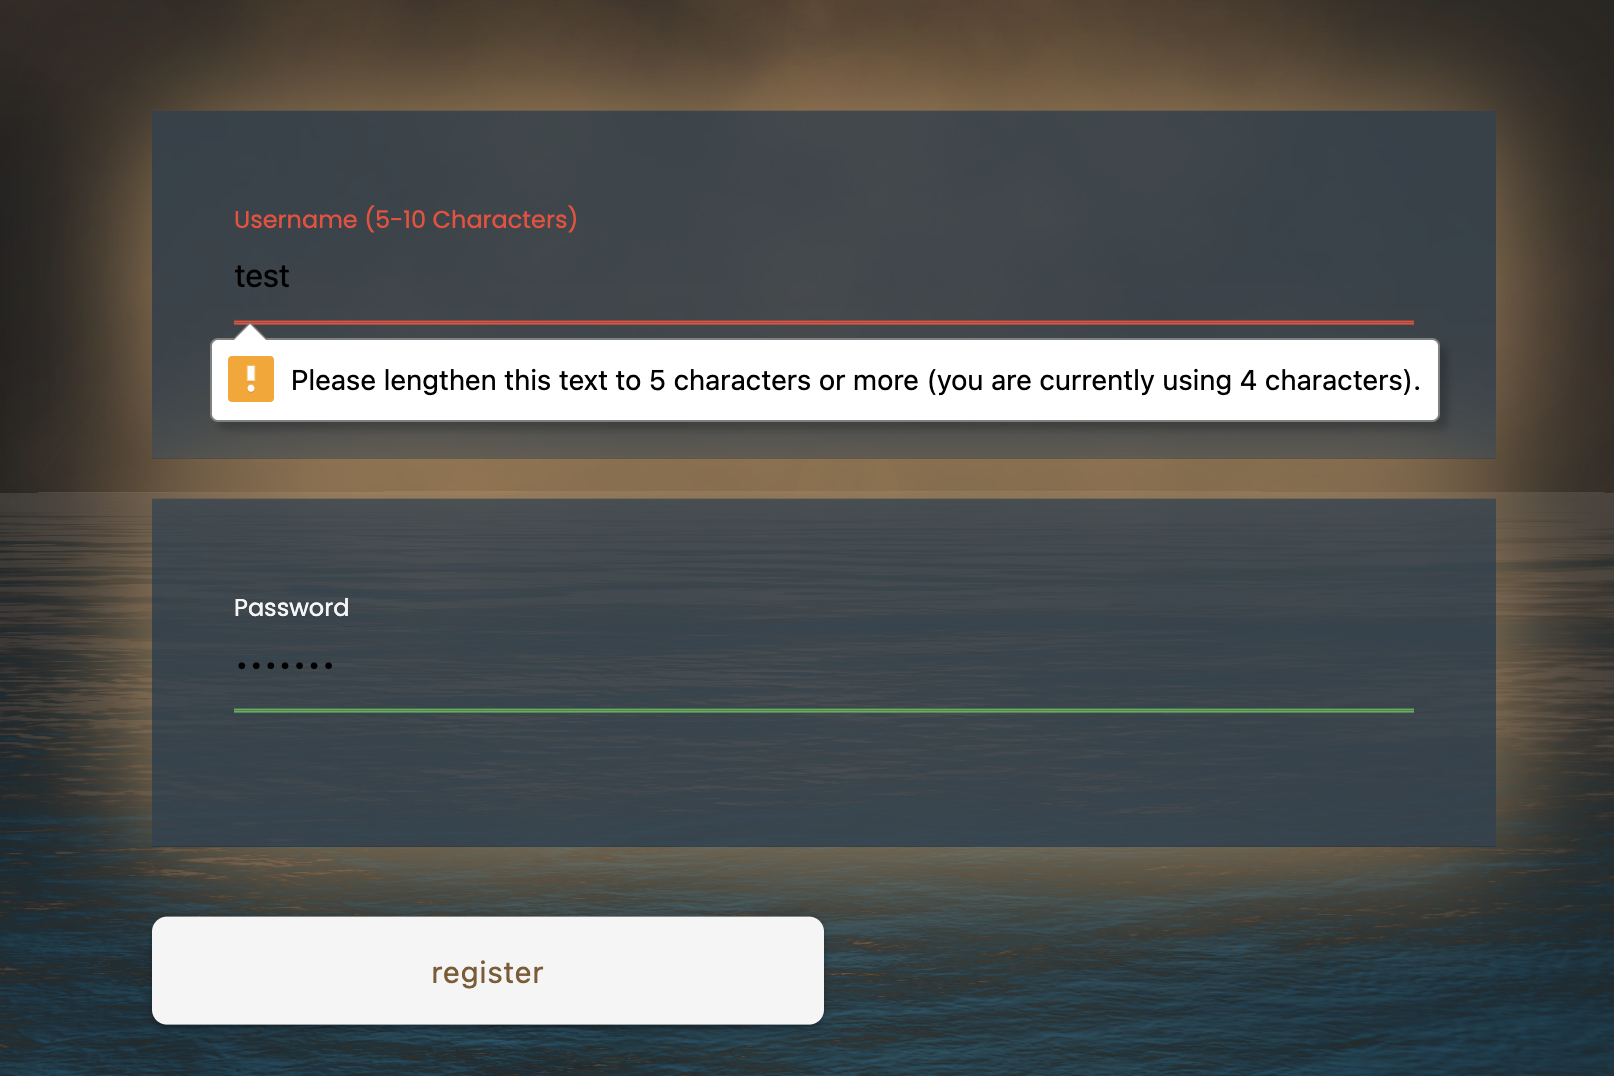 Username (5-10 Characters)
test
Please lengthen this text to 5 characters or more (you are currently using 4 characters).
Password
•••••••
register